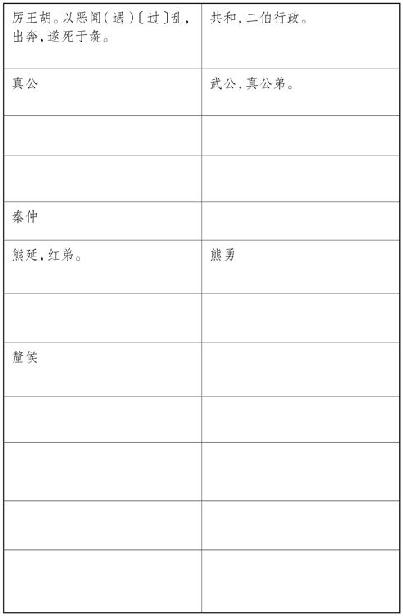 厉王胡。以恶闻(遇)〔过〕乱,
出奔,遂死于彘。
共和,二伯行政。
真公
武公,真公弟。
秦仲
熊延,红弟。
熊勇
釐侯